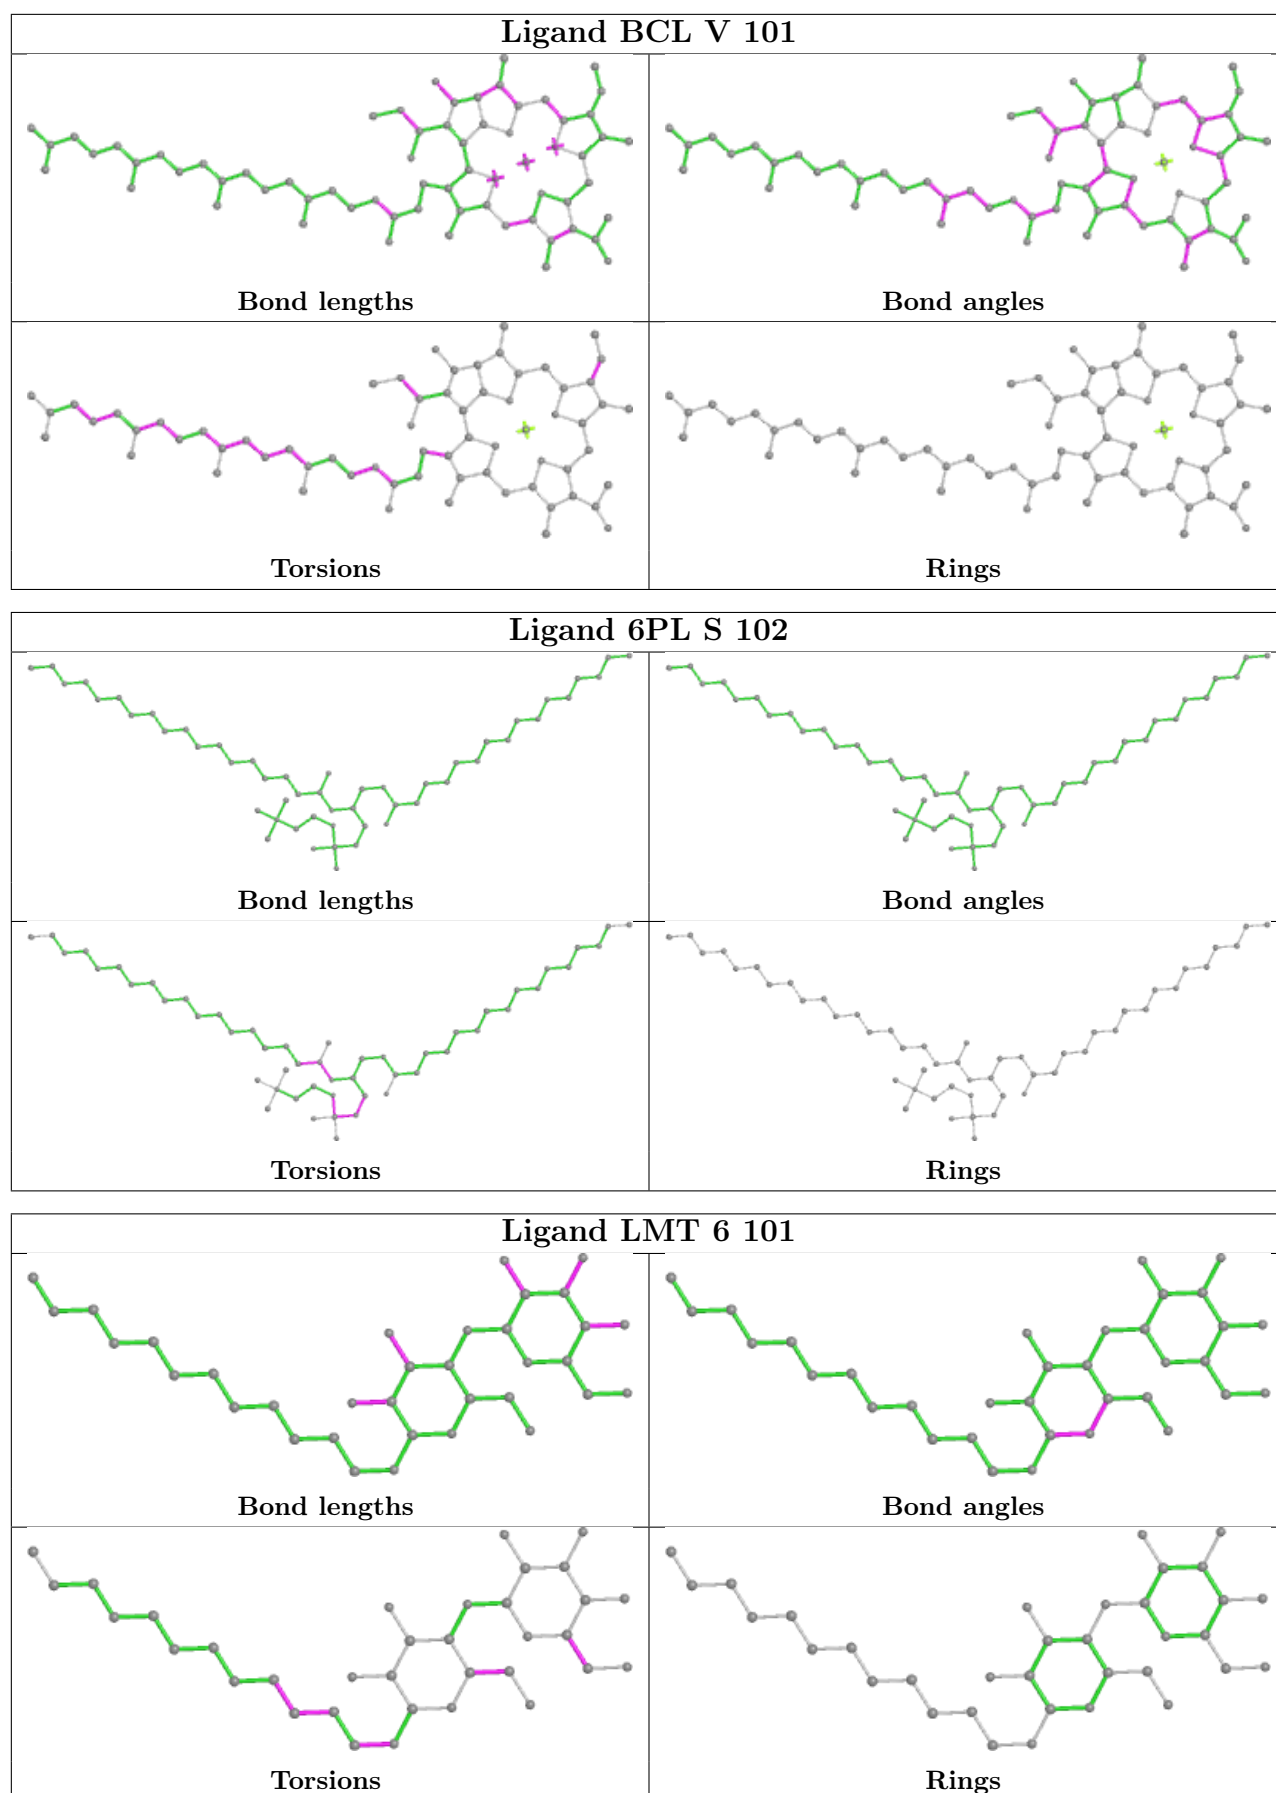 Ligand BCL V 101
Bond lengths
Bond angles
Torsions
Rings
Ligand 6PL S 102
Bond lengths
Bond angles
Torsions
Rings
Ligand LMT 6 101
Bond lengths
Bond angles
Torsions
Rings